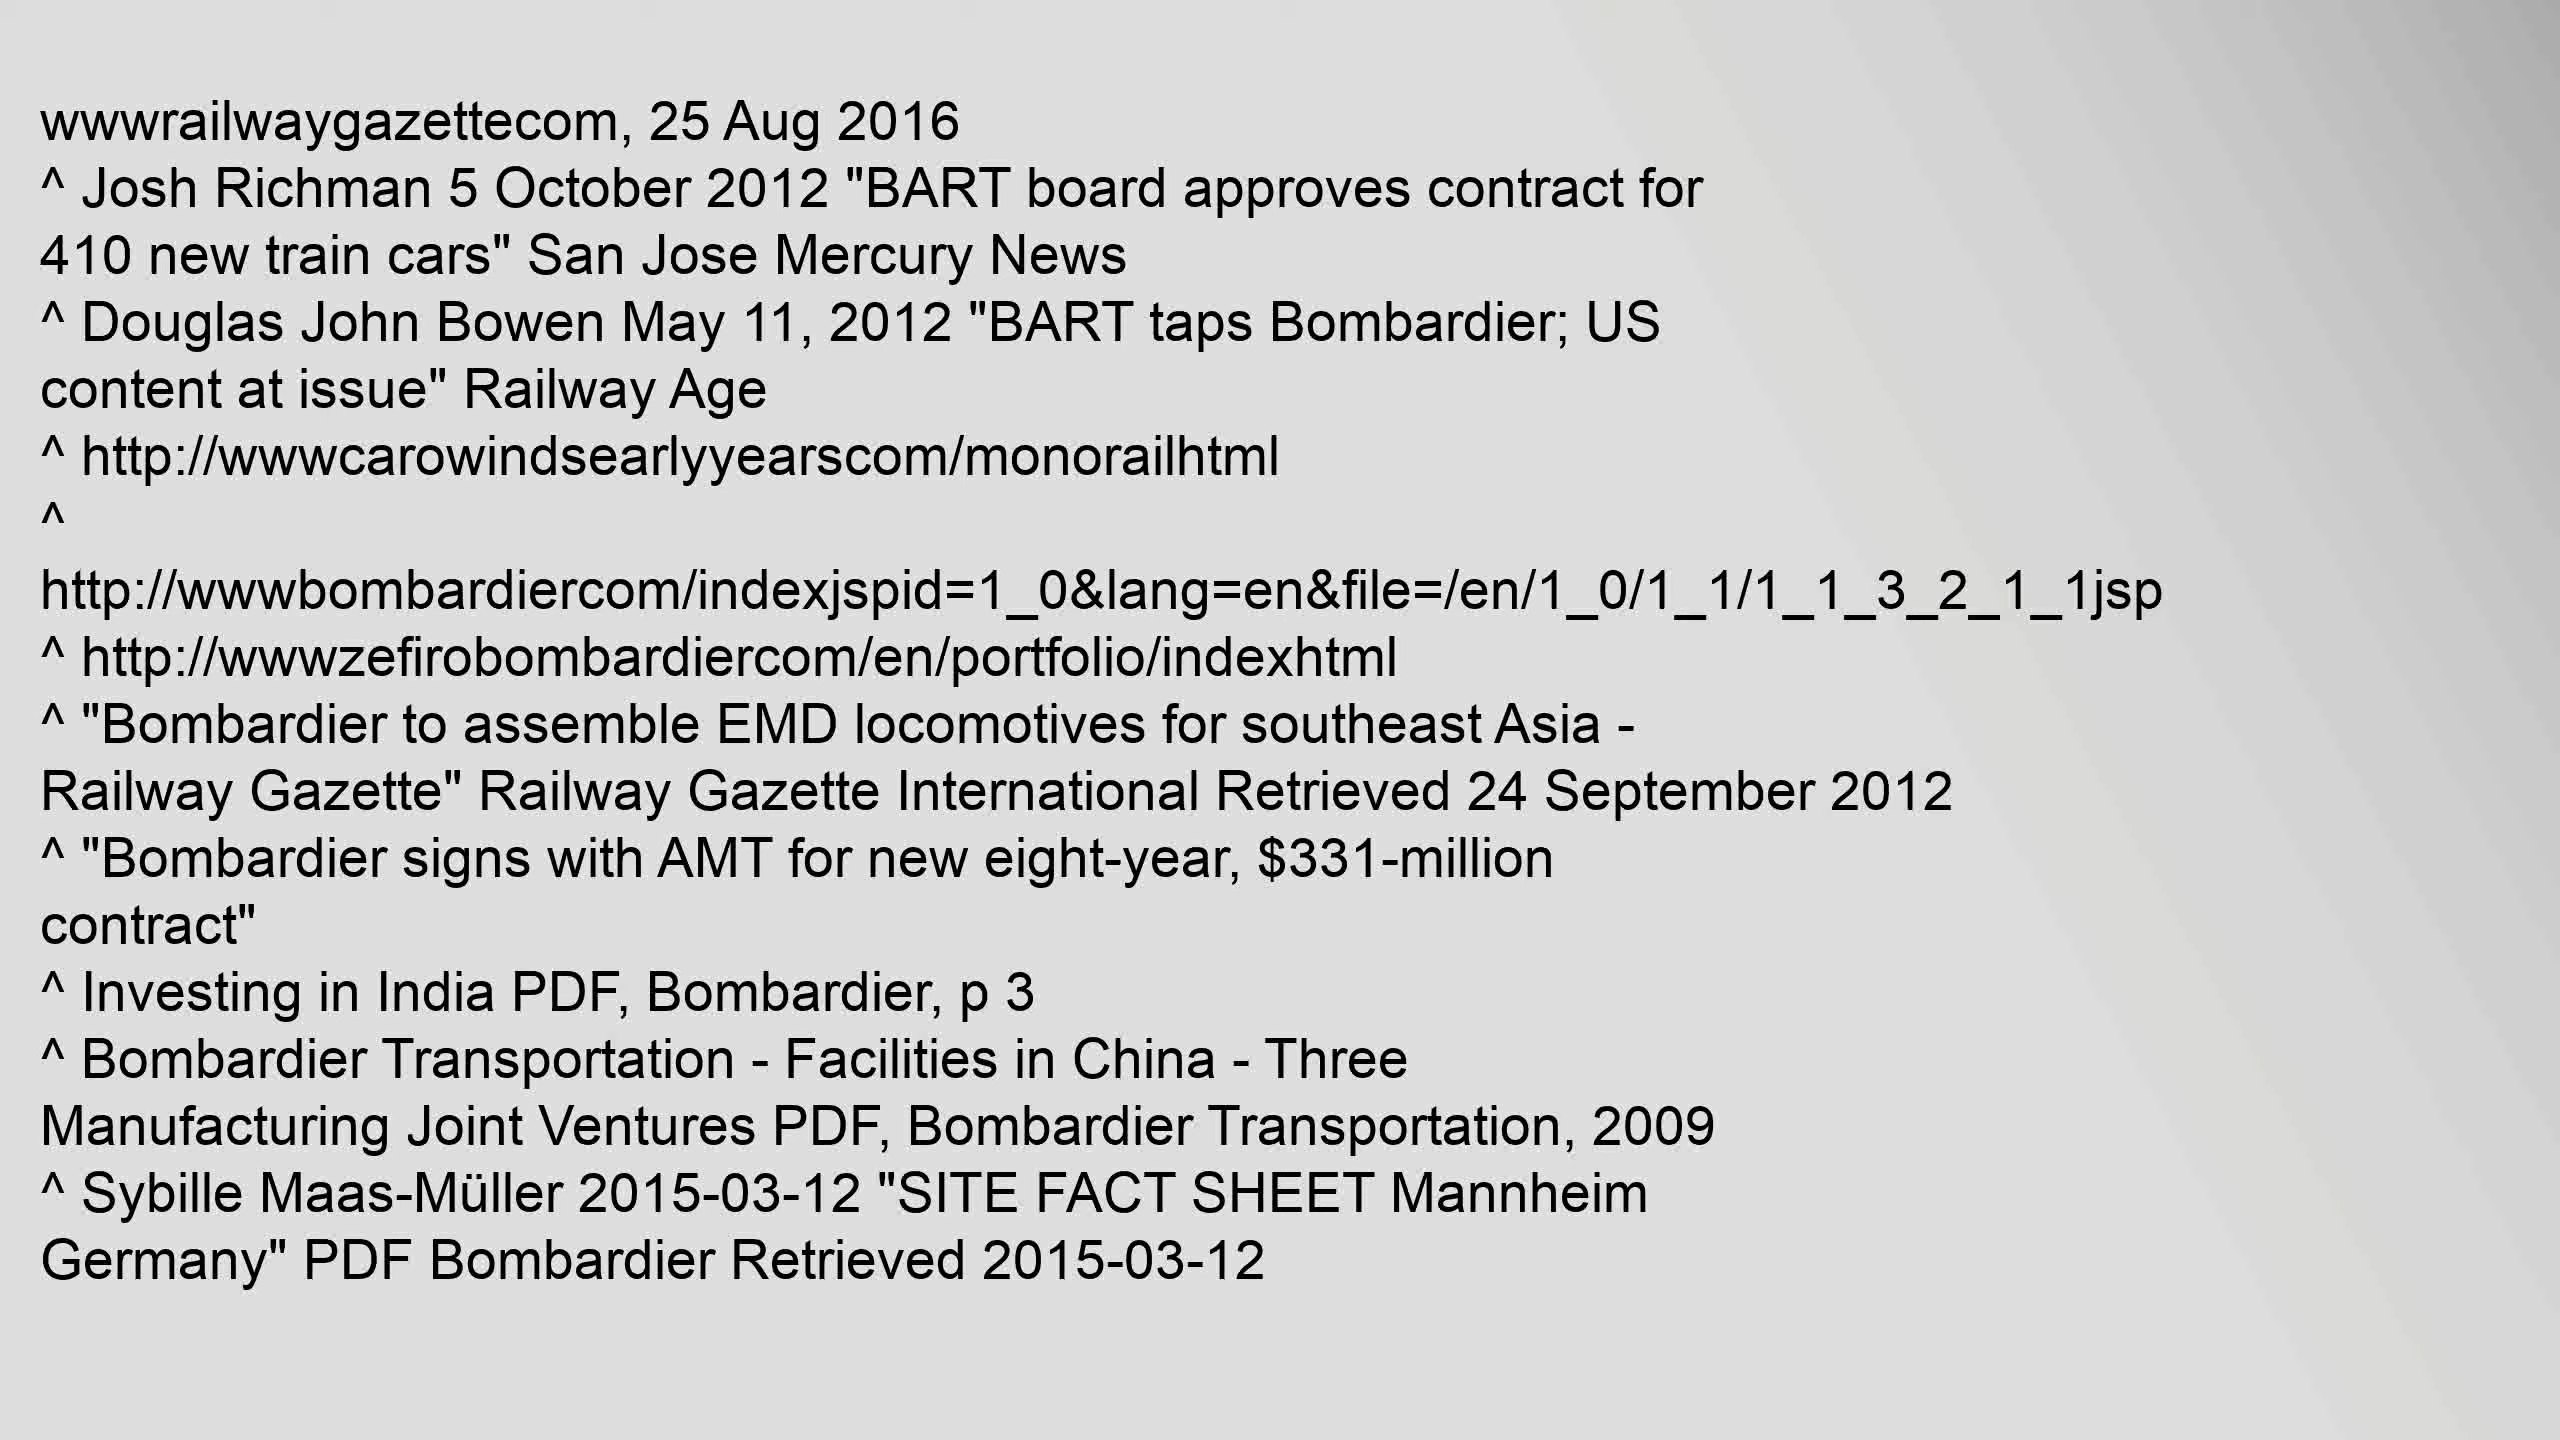 wwwrailwaygazettecom, 25 Aug 2016
^ Josh Richman 5 October 2012 "BART board approves contract for
410 new train cars" San Jose Mercury News
^ Douglas John Bowen May 11, 2012 "BART taps Bombardier; US
content at issue" Railway Age
^ http://wwwcarowindsearlyyearscom/monorailhtml
^
http://wwwbombardiercom/indexjspid=1_0&lang=en&file=/en/1_0/1_1/1_1_3_2_1_1jsp
^ http://wwwzefirobombardiercom/en/portfolio/indexhtml
^ "Bombardier to assemble EMD locomotives for southeast Asia -
Railway Gazette" Railway Gazette International Retrieved 24 September 2012
^ "Bombardier signs with AMT for new eight-year, $331-million
contract"
^ Investing in India PDF, Bombardier, p 3
^ Bombardier Transportation - Facilities in China - Three
Manufacturing Joint Ventures PDF, Bombardier Transportation, 2009
^ Sybille Maas-Müller 2015-03-12 "SITE FACT SHEET Mannheim
Germany" PDF Bombardier Retrieved 2015-03-12